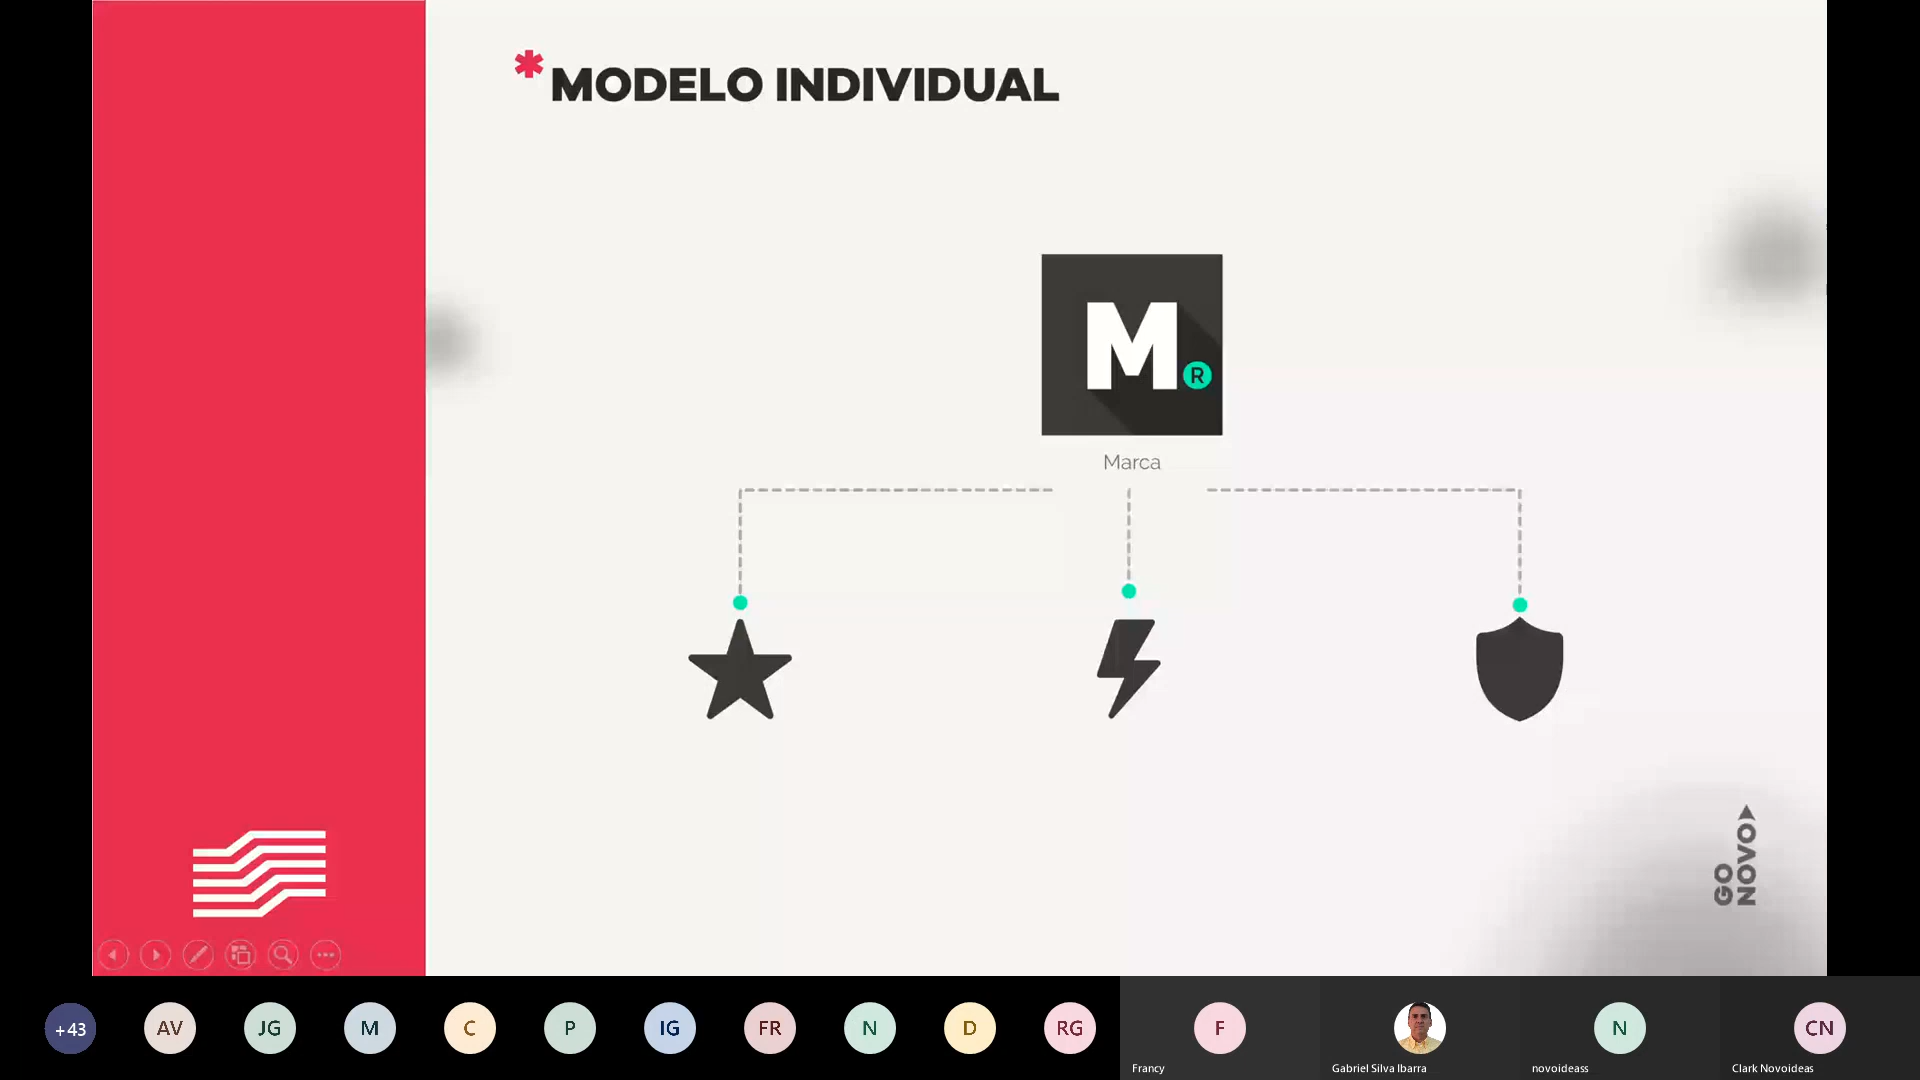 * MODELO INDIVIDUAL
M®
Marca
GO
NOVO
+43
AV
JG
M
C
P
IG
FR
N
D
RG
F
N
CN
Francy
Gabriel Silva Ibarra
novoideass
Clark Novoideas